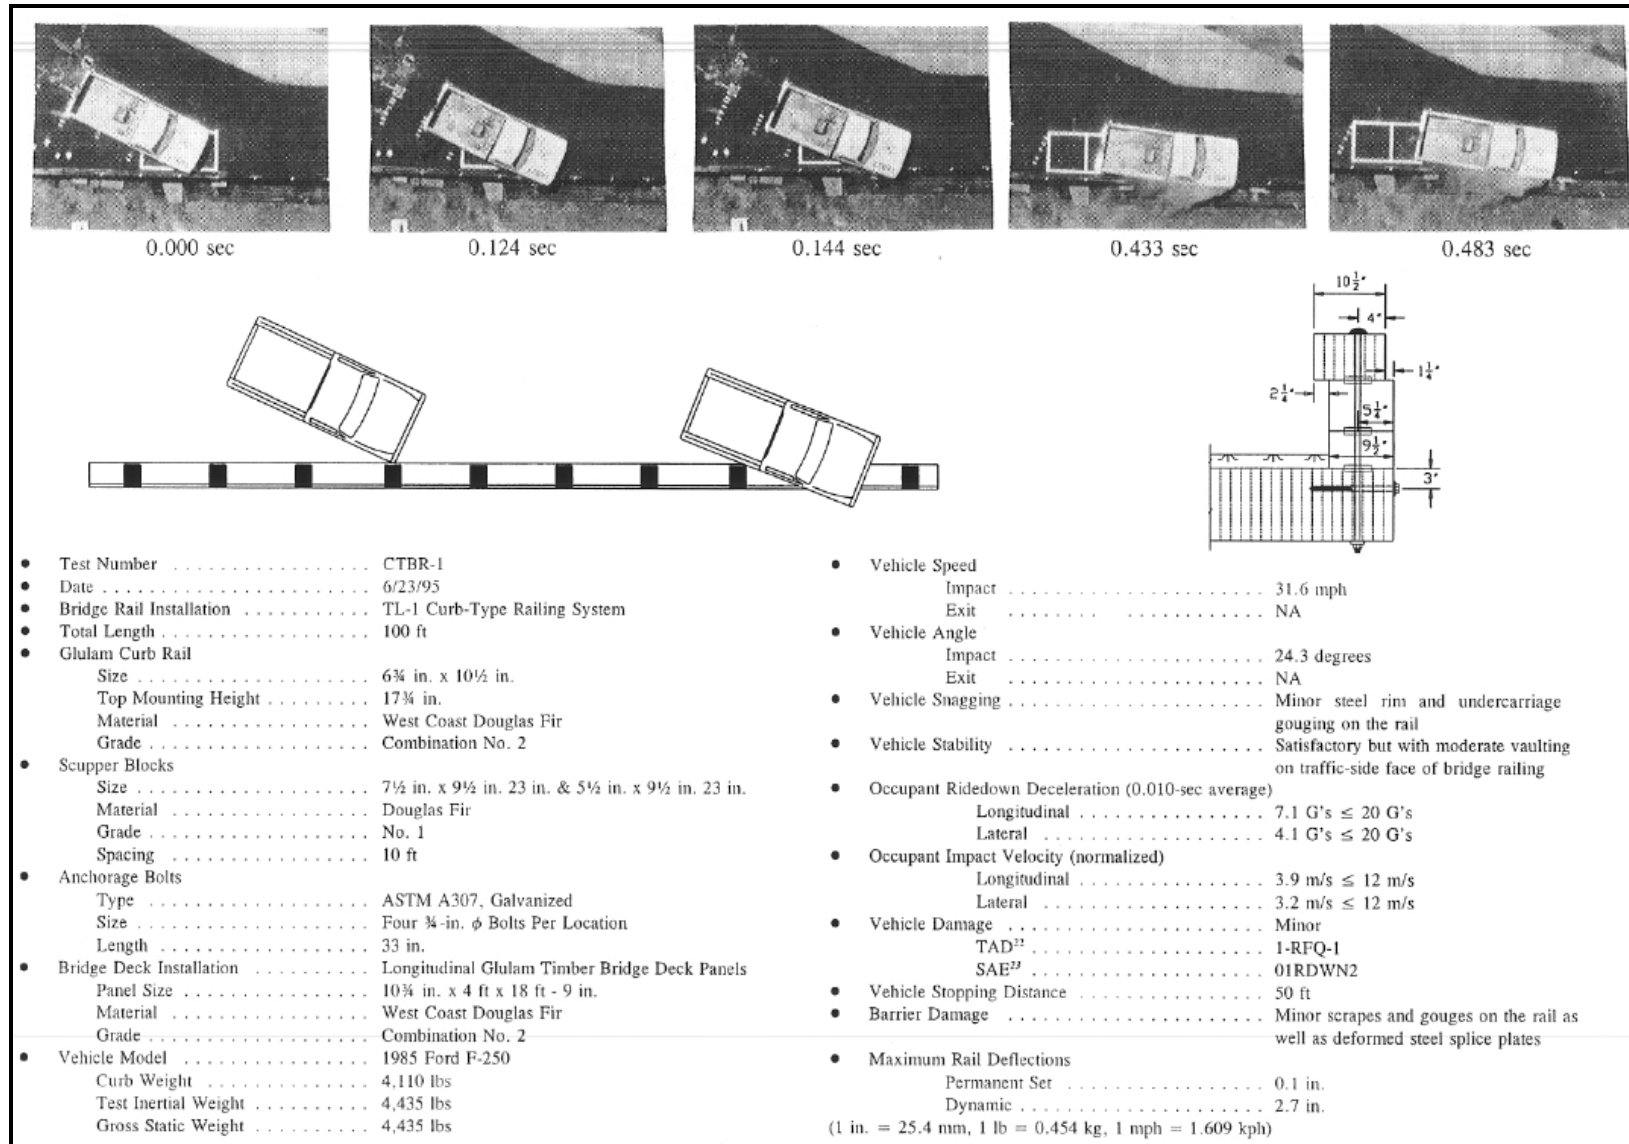 0.000 sec
0.124 sec
0.144 sec
0.433 sec
0.483 sec
10½"
4"
1¼"
2¼"
5¼"
9½"
3"
• Test Number . . . . . . . . . . . . . . . . . . CTBR-1
• Date . . . . . . . . . . . . . . . . . . . . . . . . 6/23/95
• Bridge Rail Installation . . . . . . . . . . . TL-1 Curb-Type Railing System
• Total Length . . . . . . . . . . . . . . . . . . . 100 ft
• Glulam Curb Rail
Size . . . . . . . . . . . . . . . . . . . . . . 6¾ in. x 10½ in.
Top Mounting Height . . . . . . . . . 17¾ in.
Material . . . . . . . . . . . . . . . . . . West Coast Douglas Fir
Grade . . . . . . . . . . . . . . . . . . . . Combination No. 2
• Scupper Blocks
Size . . . . . . . . . . . . . . . . . . . . . . 7½ in. x 9½ in. 23 in. & 5½ in. x 9½ in. 23 in.
Material . . . . . . . . . . . . . . . . . . Douglas Fir
Grade . . . . . . . . . . . . . . . . . . . . No. 1
Spacing . . . . . . . . . . . . . . . . . . 10 ft
• Anchorage Bolts
Type . . . . . . . . . . . . . . . . . . . . . ASTM A307, Galvanized
Size . . . . . . . . . . . . . . . . . . . . . . Four ¾-in. ϕ Bolts Per Location
Length . . . . . . . . . . . . . . . . . . . 33 in.
• Bridge Deck Installation . . . . . . . . . . Longitudinal Glulam Timber Bridge Deck Panels
Panel Size . . . . . . . . . . . . . . . . . 10¾ in. x 4 ft x 18 ft - 9 in.
Material . . . . . . . . . . . . . . . . . . West Coast Douglas Fir
Grade . . . . . . . . . . . . . . . . . . . . Combination No. 2
• Vehicle Model . . . . . . . . . . . . . . . . . 1985 Ford F-250
Curb Weight . . . . . . . . . . . . . . . 4,110 lbs
Test Inertial Weight . . . . . . . . . . 4,435 lbs
Gross Static Weight . . . . . . . . . . 4,435 lbs
• Vehicle Speed
Impact . . . . . . . . . . . . . . . . . . . . . . . 31.6 mph
Exit . . . . . . . . . . . . . . . . . . . . . . . NA
• Vehicle Angle
Impact . . . . . . . . . . . . . . . . . . . . . . . 24.3 degrees
Exit . . . . . . . . . . . . . . . . . . . . . . . NA
• Vehicle Snagging . . . . . . . . . . . . . . . . . . . . . . . Minor steel rim and undercarriage
gouging on the rail
• Vehicle Stability . . . . . . . . . . . . . . . . . . . . . . . Satisfactory but with moderate vaulting
on traffic-side face of bridge railing
• Occupant Ridedown Deceleration (0.010-sec average)
Longitudinal . . . . . . . . . . . . . . . . . 7.1 G's ≤ 20 G's
Lateral . . . . . . . . . . . . . . . . . 4.1 G's ≤ 20 G's
• Occupant Impact Velocity (normalized)
Longitudinal . . . . . . . . . . . . . . . . . 3.9 m/s ≤ 12 m/s
Lateral . . . . . . . . . . . . . . . . . 3.2 m/s ≤ 12 m/s
• Vehicle Damage . . . . . . . . . . . . . . . . . . . . . . . Minor
TAD²² . . . . . . . . . . . . . . . . . . . . . 1-RFQ-1
SAE²³ . . . . . . . . . . . . . . . . . . . . . 01RDWN2
• Vehicle Stopping Distance . . . . . . . . . . . . . . . . . 50 ft
• Barrier Damage . . . . . . . . . . . . . . . . . . . . . . . Minor scrapes and gouges on the rail as
well as deformed steel splice plates
• Maximum Rail Deflections
Permanent Set . . . . . . . . . . . . . . . . . . 0.1 in.
Dynamic . . . . . . . . . . . . . . . . . . . . . . 2.7 in.
(1 in. = 25.4 mm, 1 lb = 0.454 kg, 1 mph = 1.609 kph)